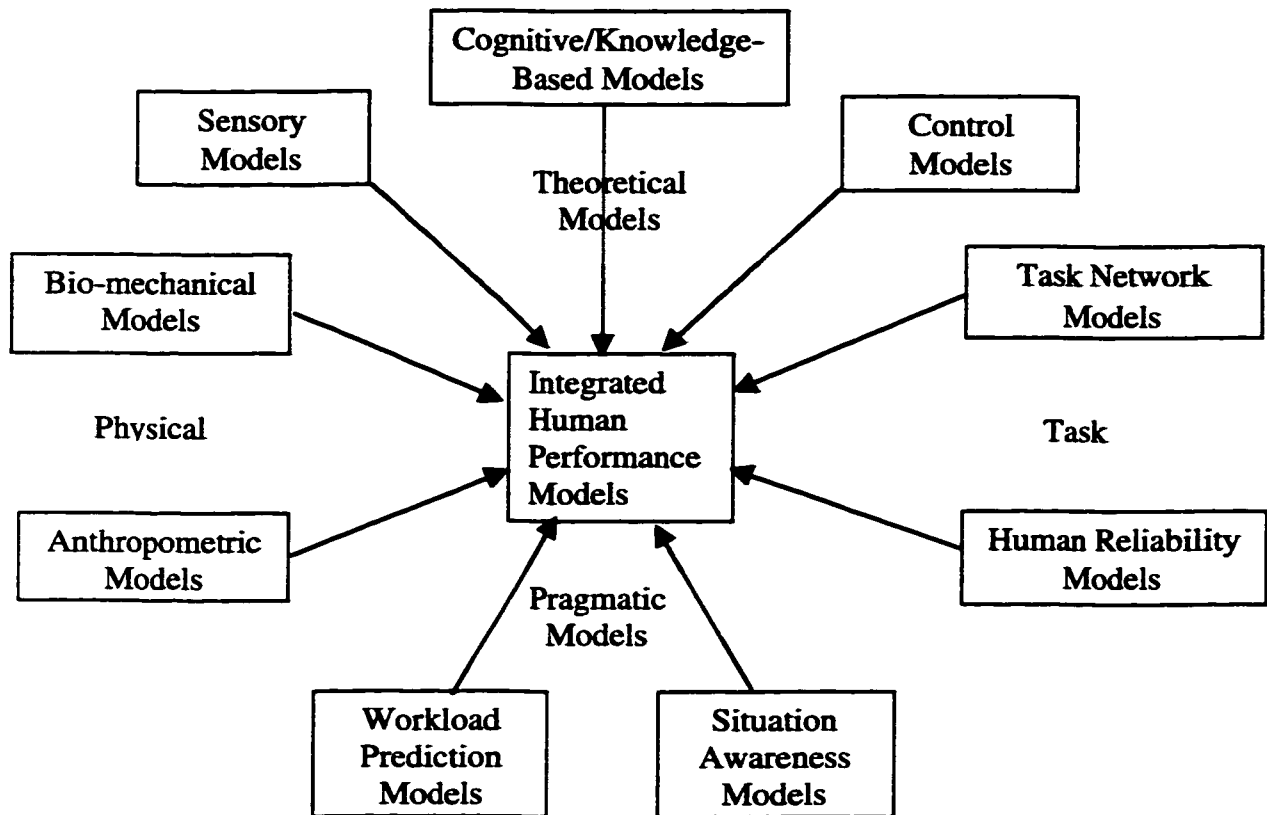 Cognitive/Knowledge-
Based Models
Sensory
Models
Control
Models
Theoretical
Models
Bio-mechanical
Models
Task Network
Models
Integrated
Human
Performance
Models
Physical
Task
Anthropometric
Models
Human Reliability
Models
Pragmatic
Models
Workload
Prediction
Models
Situation
Awareness
Models